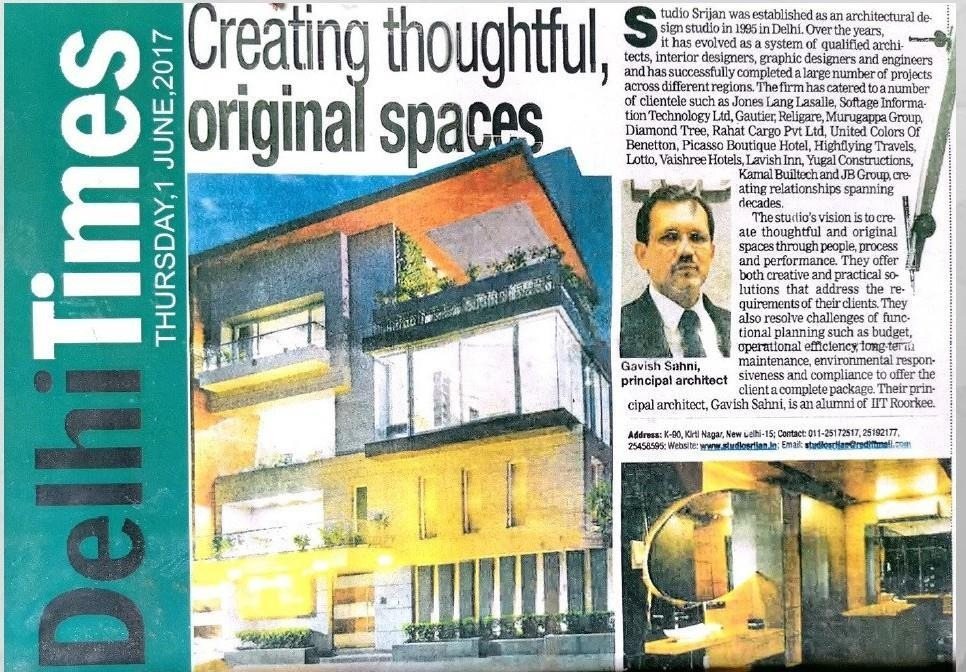 Delhi Times
THURSDAY,1 JUNE,2017
Creating thoughtful,
original spaces
Studio Srijan was established as an architectural de-
sign studio in 1995 in Delhi. Over the years,
it has evolved as a system of qualified archi-
tects, interior designers, graphic designers and engineers
and has successfully completed a large number of projects
across different regions. The firm has catered to a number
of clientele such as Jones Lang Lasalle, Softage Informa-
tion Technology Ltd, Gautier, Religare, Murugappa Group,
Diamond Tree, Rahat Cargo Pvt Ltd, United Colors Of
Benetton, Picasso Boutique Hotel, Highflying Travels,
Lotto, Vaishree Hotels, Lavish Inn, Yugal Constructions,
Kamal Builtech and JB Group, cre-
ating relationships spanning
decades.
The studio's vision is to cre-
ate thoughtful and original
spaces through people, process
and performance. They offer
both creative and practical so-
lutions that address the re-
quirements of their clients. They
also resolve challenges of func-
tional planning such as budget,
operational efficiency, long-term
maintenance, environmental respon-
siveness and compliance to offer the
client a complete package. Their prin-
cipal architect, Gavish Sahni, is an alumni of IIT Roorkee.
Gavish Sahni,
principal architect
Address: K-90, Kirti Nagar, New Delhi-15; Contact: 011-25172517, 25192177,
25458595; Website: www.studiosrijan.in; Email: studiosrijan@rediffmail.com